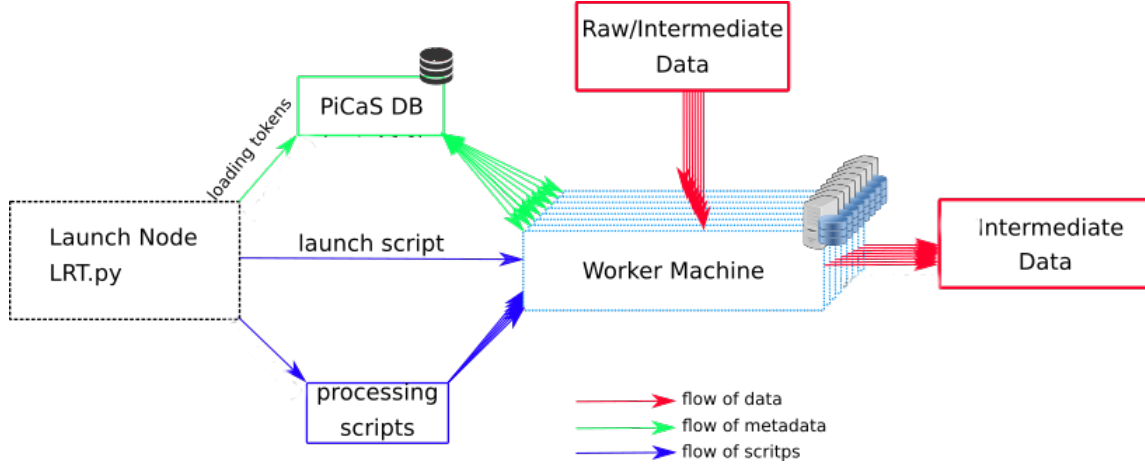 Raw/Intermediate
Data
PiCaS DB
loading tokens
Launch Node
LRT.py
launch script
Worker Machine
Intermediate
Data
processing
scripts
flow of data
flow of metadata
flow of scritps